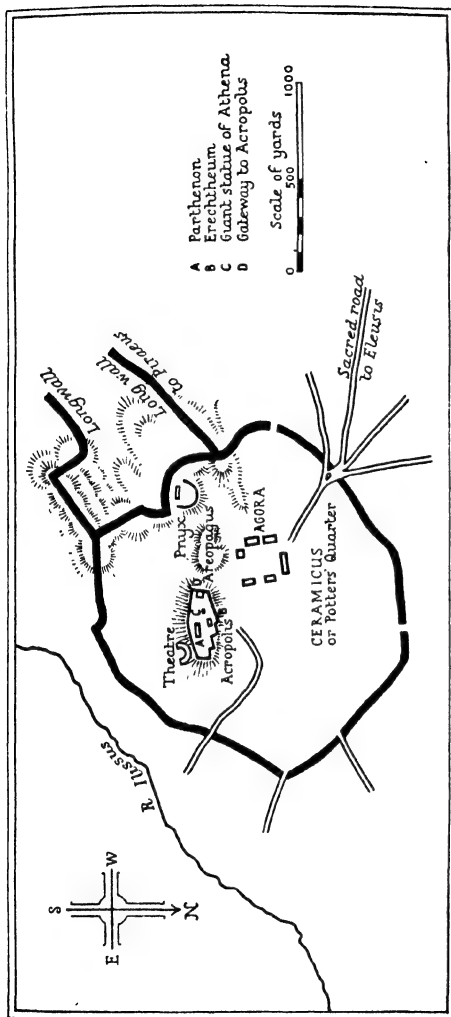 S
E
W
N
R Ilissus
Long wall
Long wall
to Piraeus
Pnyx
Areopagus
Theatre
A
C
D
B
Acropolis
AGORA
CERAMICUS
or Potters' Quarter
Sacred road
to Eleusis
A Parthenon
B Erechtheum
C Giant statue of Athena
D Gateway to Acropolis
0 500 1000
Scale of yards